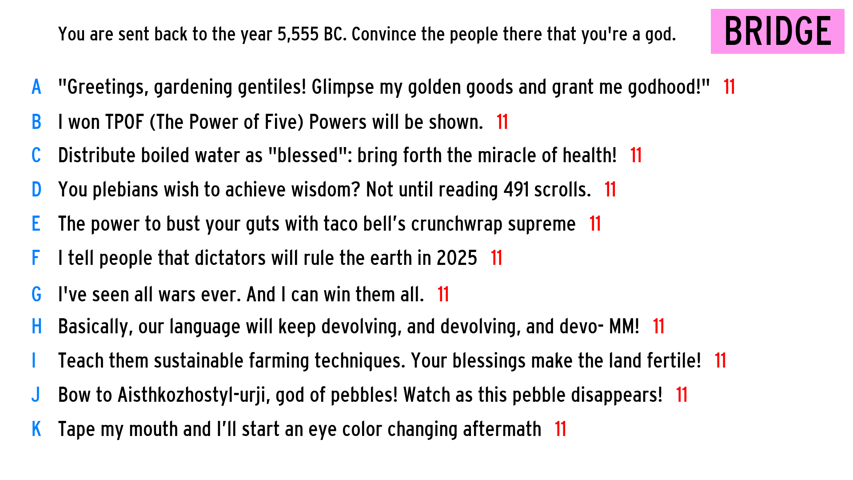 You are sent back to the year 5,555 BC. Convince the people there that you're a god.
BRIDGE
A "Greetings, gardening gentiles! Glimpse my golden goods and grant me godhood!" 11
B I won TPOF (The Power of Five) Powers will be shown. 11
C Distribute boiled water as "blessed": bring forth the miracle of health! 11
D You plebians wish to achieve wisdom? Not until reading 491 scrolls. 11
E The power to bust your guts with taco bell’s crunchwrap supreme 11
F I tell people that dictators will rule the earth in 2025 11
G I've seen all wars ever. And I can win them all. 11
H Basically, our language will keep devolving, and devolving, and devo- MM! 11
I Teach them sustainable farming techniques. Your blessings make the land fertile! 11
J Bow to Aisthkozhostyl-urji, god of pebbles! Watch as this pebble disappears! 11
K Tape my mouth and I’ll start an eye color changing aftermath 11